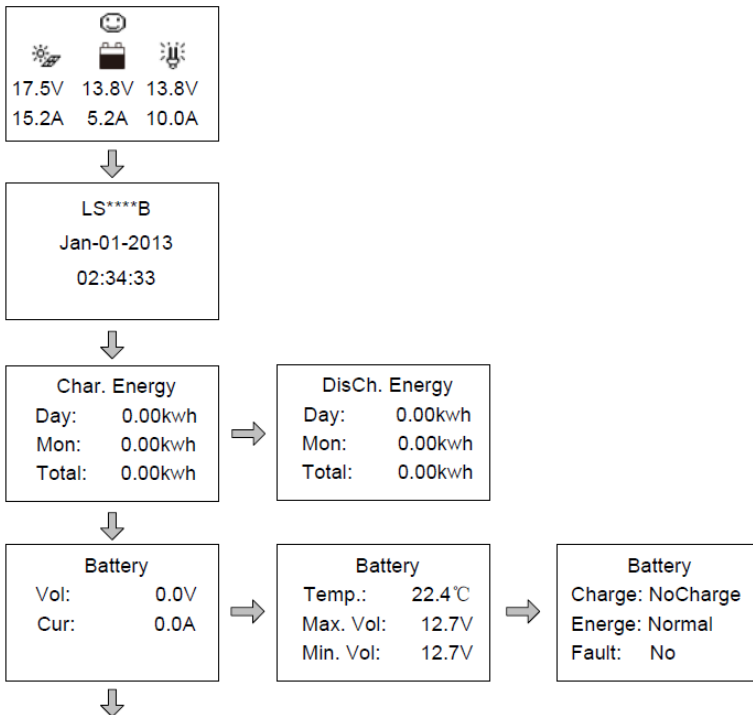 17.5V 13.8V 13.8V
15.2A 5.2A 10.0A
LS****B
Jan-01-2013
02:34:33
Char. Energy
Day: 0.00kwh
Mon: 0.00kwh
Total: 0.00kwh
DisCh. Energy
Day: 0.00kwh
Mon: 0.00kwh
Total: 0.00kwh
Battery
Vol: 0.0V
Cur: 0.0A
Battery
Temp.: 22.4℃
Max. Vol: 12.7V
Min. Vol: 12.7V
Battery
Charge: NoCharge
Energe: Normal
Fault: No